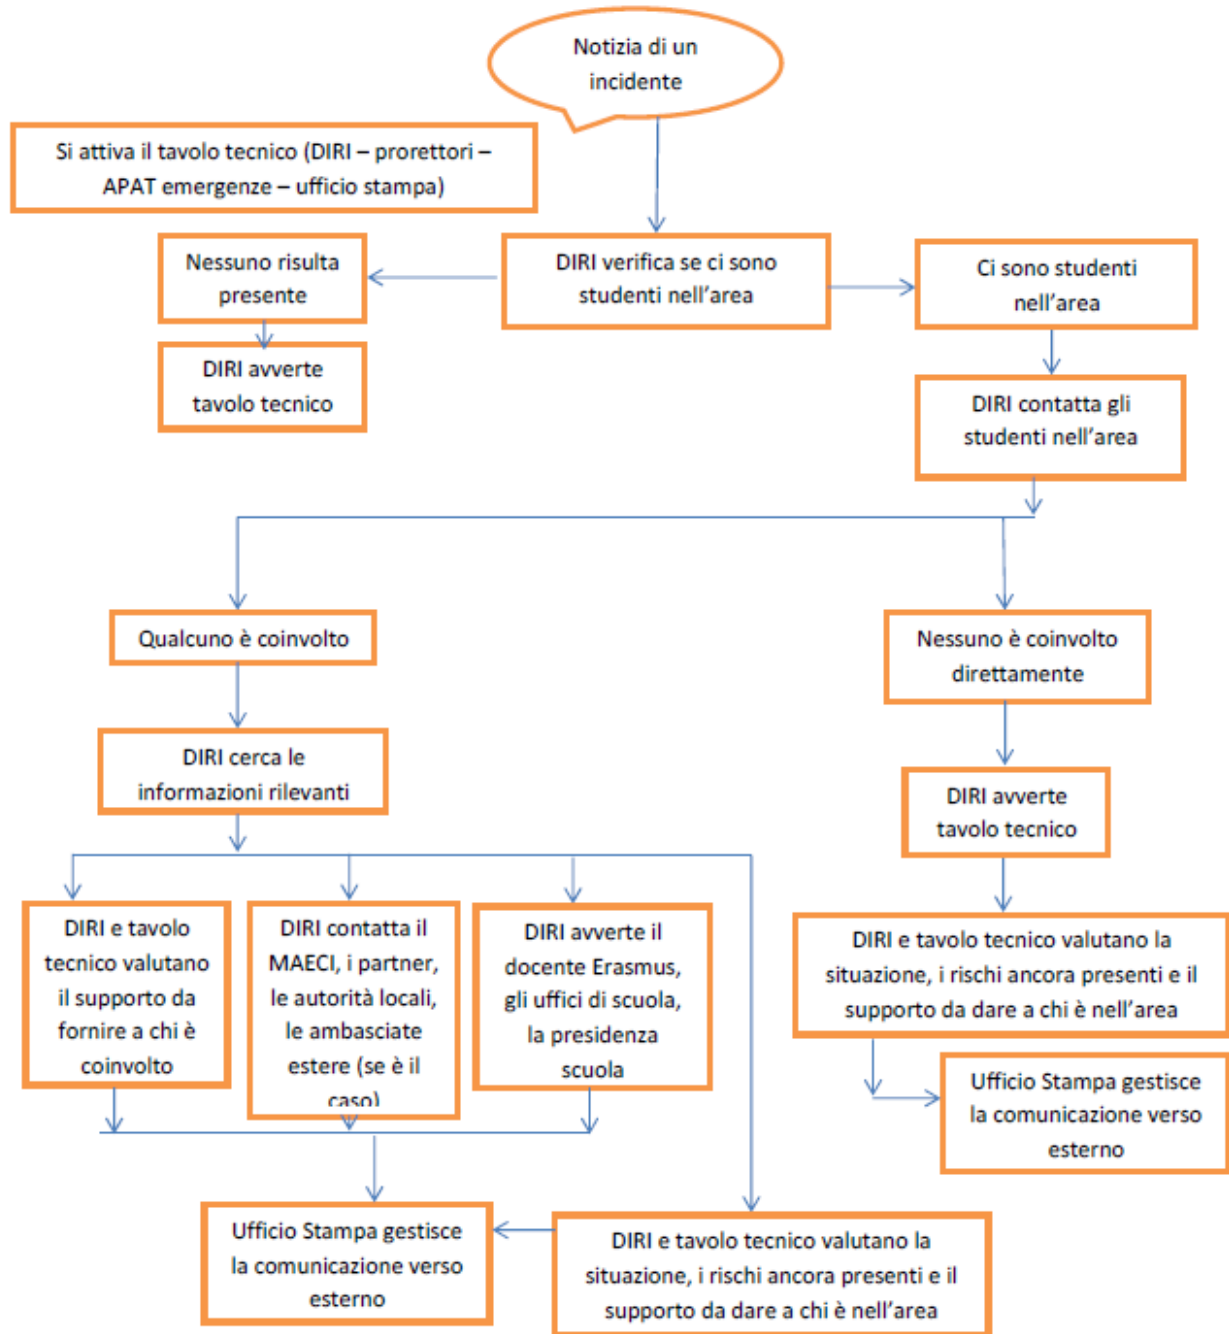 Notizia di un
incidente
Si attiva il tavolo tecnico (DIRI – prorettori –
APAT emergenze – ufficio stampa)
Nessuno risulta
presente
DIRI verifica se ci sono
studenti nell'area
Ci sono studenti
nell'area
DIRI avverte
tavolo tecnico
DIRI contatta gli
studenti nell'area
Qualcuno è coinvolto
Nessuno è coinvolto
direttamente
DIRI cerca le
informazioni rilevanti
DIRI avverte
tavolo tecnico
DIRI e tavolo
tecnico valutano
il supporto da
fornire a chi è
coinvolto
DIRI contatta il
MAECI, i partner,
le autorità locali,
le ambasciate
estere (se è il
caso)
DIRI avverte il
docente Erasmus,
gli uffici di scuola,
la presidenza
scuola
DIRI e tavolo tecnico valutano la
situazione, i rischi ancora presenti e il
supporto da dare a chi è nell'area
Ufficio Stampa gestisce
la comunicazione verso
esterno
Ufficio Stampa gestisce
la comunicazione verso
esterno
DIRI e tavolo tecnico valutano la
situazione, i rischi ancora presenti e il
supporto da dare a chi è nell'area